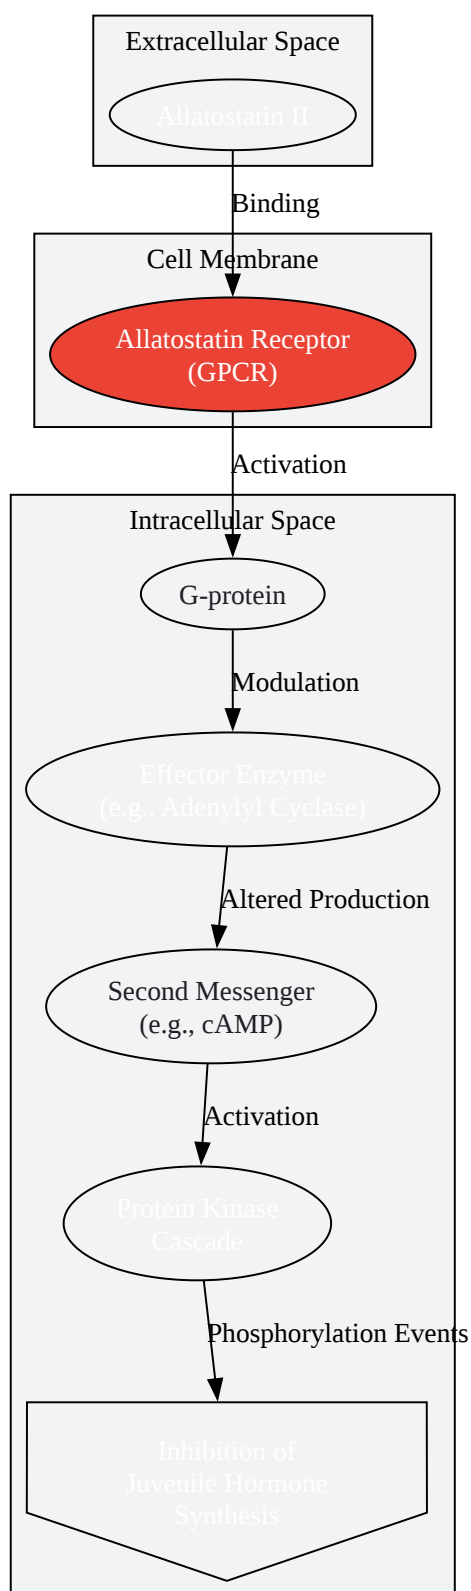 Extracellular Space
Allatostatin II
Binding
Cell Membrane
Allatostatin Receptor
(GPCR)
Activation
Intracellular Space
G-protein
Modulation
Effector Enzyme
(e.g., Adenylyl Cyclase)
Altered Production
Second Messenger
(e.g., cAMP)
Activation
Protein Kinase
Cascade
Phosphorylation Events
Inhibition of
Juvenile Hormone
Synthesis